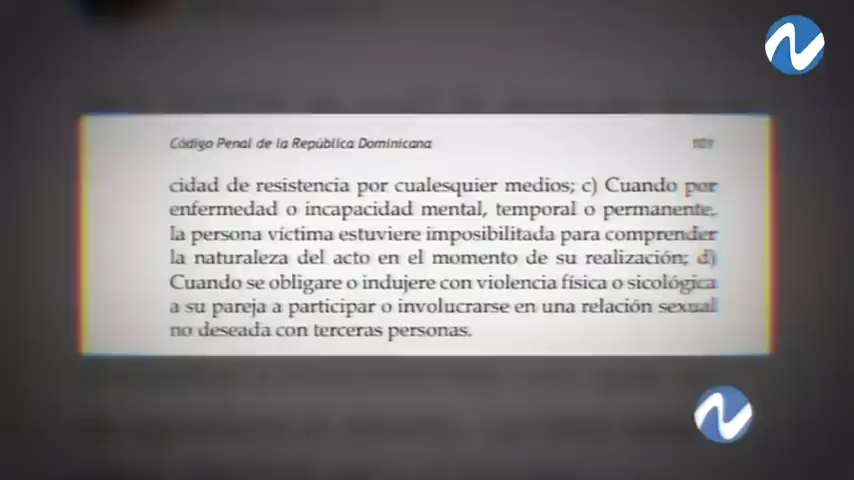 Código Penal de la República Dominicana 101
cidad de resistencia por cualesquier medios; c) Cuando por
enfermedad o incapacidad mental, temporal o permanente,
la persona víctima estuviere imposibilitada para comprender
la naturaleza del acto en el momento de su realización; d)
Cuando se obligare o indujere con violencia física o sicológica
a su pareja a participar o involucrarse en una relación sexual
no deseada con terceras personas.